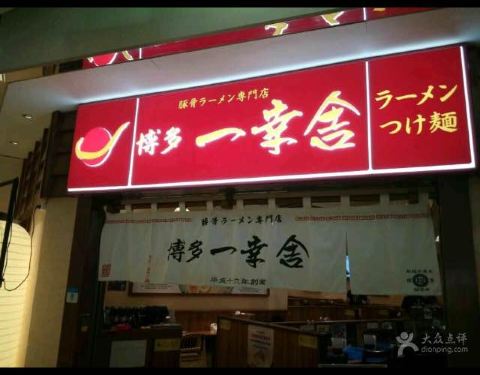 豚骨ラーメン専門店
博多 一幸舎
ラーメン
つけ麺
豚骨ラーメン専門店
博多 一幸舎
平成十六年創業
大众点评
dianping.com